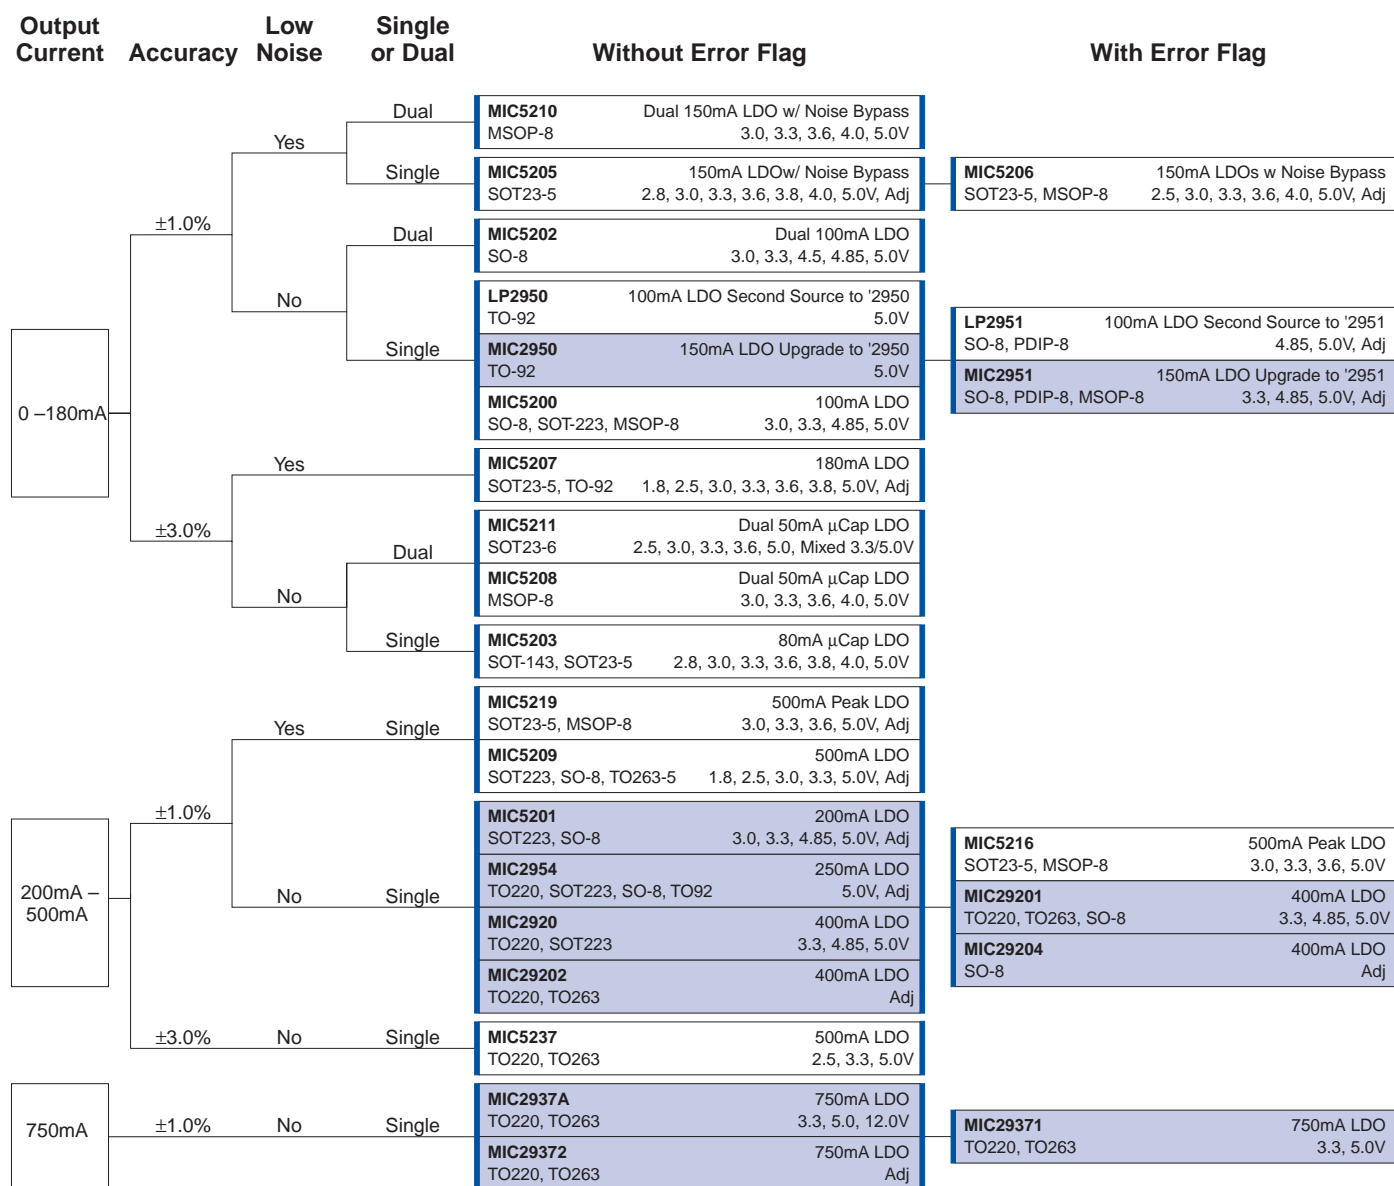 Output Current
Accuracy
Low Noise
Single or Dual
Without Error Flag
With Error Flag
0 –180mA
±1.0%
Yes
Dual
MIC5210 Dual 150mA LDO w/ Noise Bypass
MSOP-8 3.0, 3.3, 3.6, 4.0, 5.0V
Single
MIC5205 150mA LDOw/ Noise Bypass
SOT23-5 2.8, 3.0, 3.3, 3.6, 3.8, 4.0, 5.0V, Adj
MIC5206 150mA LDOs w Noise Bypass
SOT23-5, MSOP-8 2.5, 3.0, 3.3, 3.6, 4.0, 5.0V, Adj
No
Dual
MIC5202 Dual 100mA LDO
SO-8 3.0, 3.3, 4.5, 4.85, 5.0V
Single
LP2950 100mA LDO Second Source to '2950
TO-92 5.0V
MIC2950 150mA LDO Upgrade to '2950
TO-92 5.0V
MIC5200 100mA LDO
SO-8, SOT-223, MSOP-8 3.0, 3.3, 4.85, 5.0V
LP2951 100mA LDO Second Source to '2951
SO-8, PDIP-8 4.85, 5.0V, Adj
MIC2951 150mA LDO Upgrade to '2951
SO-8, PDIP-8, MSOP-8 3.3, 4.85, 5.0V, Adj
±3.0%
Yes
MIC5207 180mA LDO
SOT23-5, TO-92 1.8, 2.5, 3.0, 3.3, 3.6, 3.8, 5.0V, Adj
No
Dual
MIC5211 Dual 50mA µCap LDO
SOT23-6 2.5, 3.0, 3.3, 3.6, 5.0, Mixed 3.3/5.0V
MIC5208 Dual 50mA µCap LDO
MSOP-8 3.0, 3.3, 3.6, 4.0, 5.0V
Single
MIC5203 80mA µCap LDO
SOT-143, SOT23-5 2.8, 3.0, 3.3, 3.6, 3.8, 4.0, 5.0V
200mA –
500mA
±1.0%
Yes
Single
MIC5219 500mA Peak LDO
SOT23-5, MSOP-8 3.0, 3.3, 3.6, 5.0V, Adj
MIC5209 500mA LDO
SOT223, SO-8, TO263-5 1.8, 2.5, 3.0, 3.3, 5.0V, Adj
No
Single
MIC5201 200mA LDO
SOT223, SO-8 3.0, 3.3, 4.85, 5.0V, Adj
MIC2954 250mA LDO
TO220, SOT223, SO-8, TO92 5.0V, Adj
MIC2920 400mA LDO
TO220, SOT223 3.3, 4.85, 5.0V
MIC29202 400mA LDO
TO220, TO263 Adj
MIC5216 500mA Peak LDO
SOT23-5, MSOP-8 3.0, 3.3, 3.6, 5.0V
MIC29201 400mA LDO
TO220, TO263, SO-8 3.3, 4.85, 5.0V
MIC29204 400mA LDO
SO-8 Adj
±3.0%
No
Single
MIC5237 500mA LDO
TO220, TO263 2.5, 3.3, 5.0V
750mA
±1.0%
No
Single
MIC2937A 750mA LDO
TO220, TO263 3.3, 5.0, 12.0V
MIC29372 750mA LDO
TO220, TO263 Adj
MIC29371 750mA LDO
TO220, TO263 3.3, 5.0V